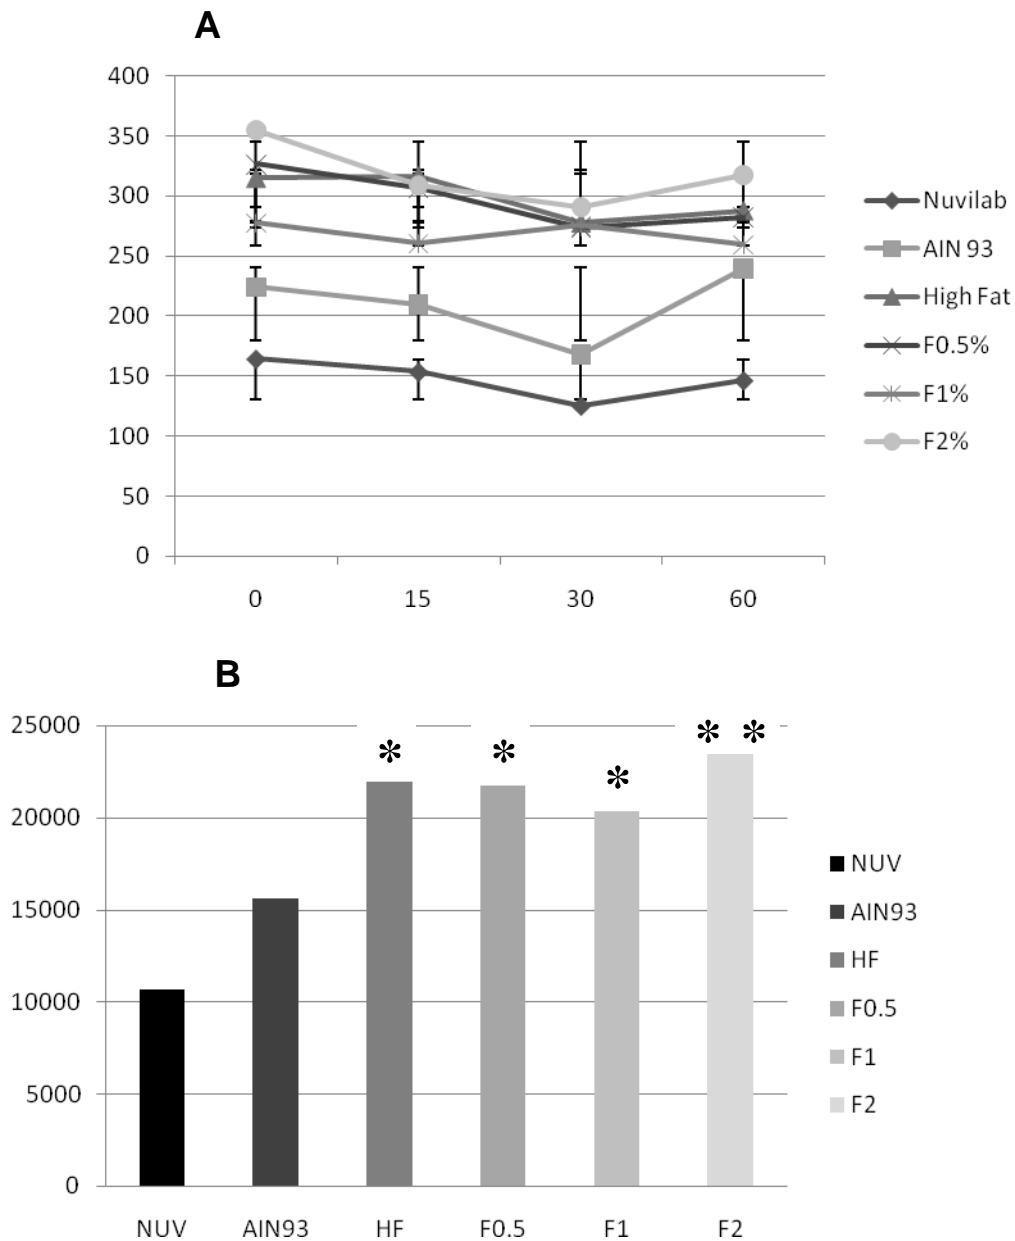 A
400
350
300
250
200
150
100
50
0
0 15 30 60
Nuvilab
AIN 93
High Fat
F0.5%
F1%
F2%
B
25000
20000
15000
10000
5000
0
* * * * *
NUV AIN93 HF F0.5 F1 F2
NUV
AIN93
HF
F0.5
F1
F2